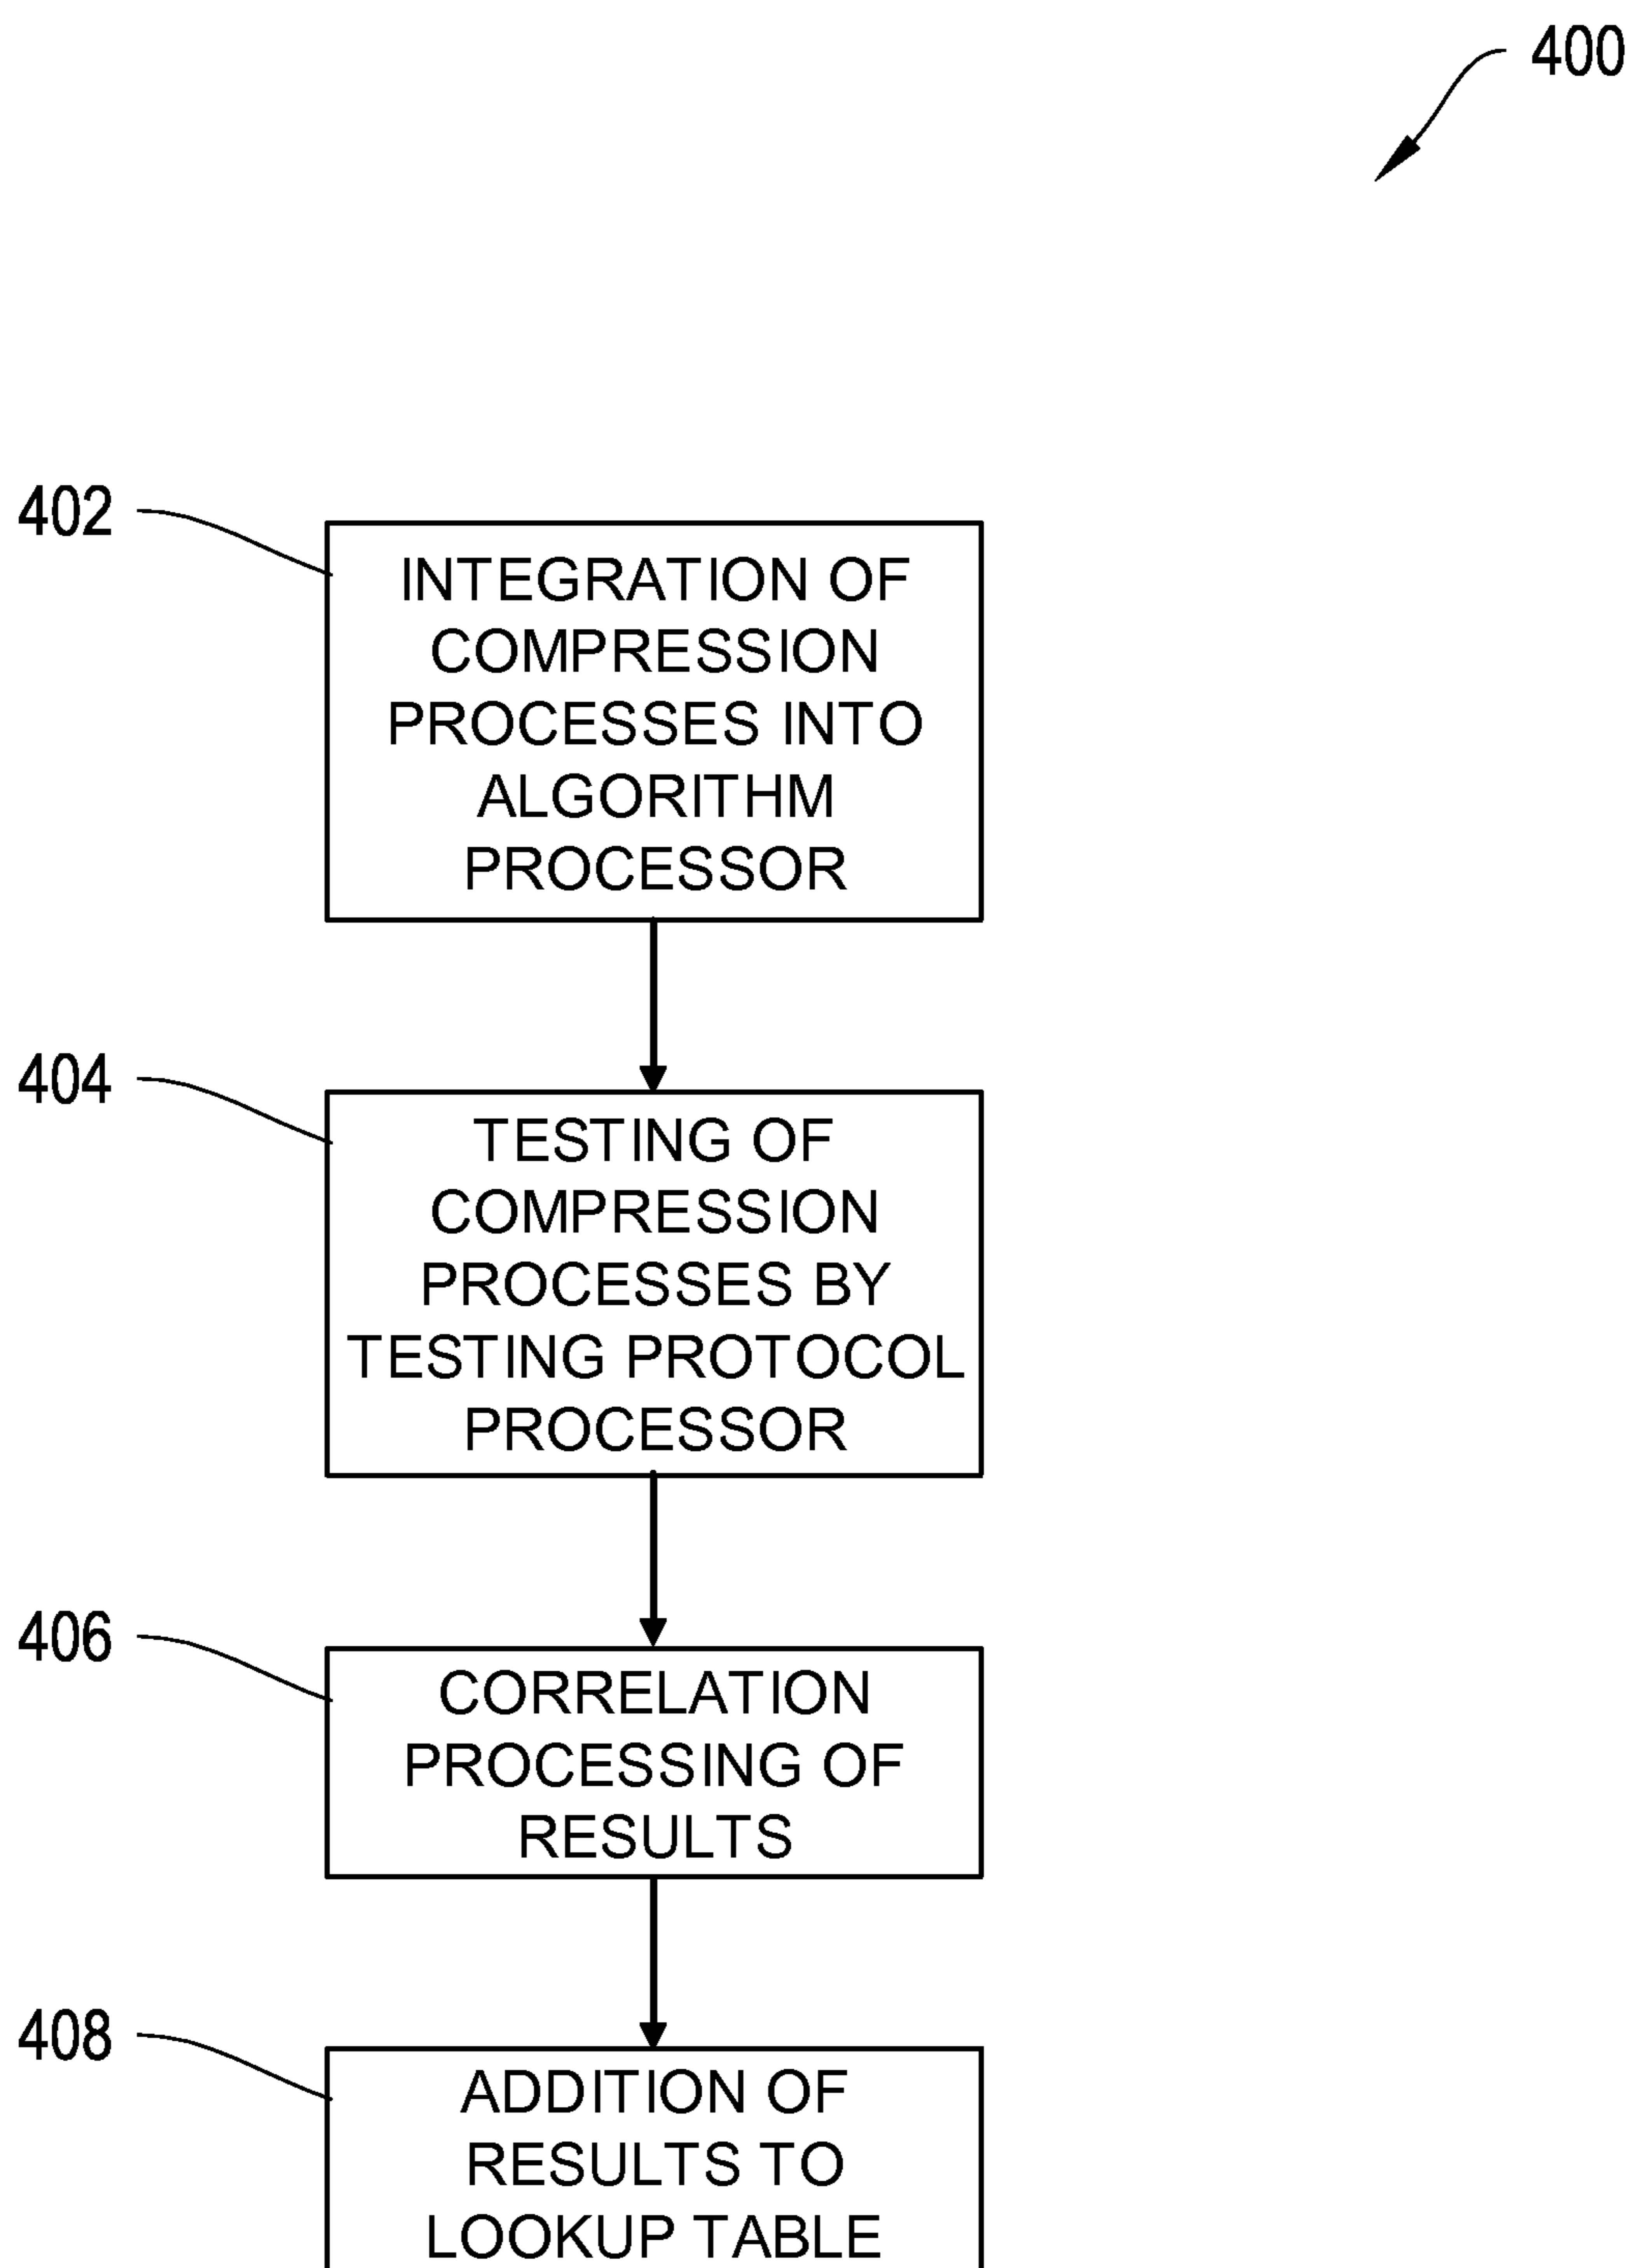 400
402
INTEGRATION OF
COMPRESSION
PROCESSES INTO
ALGORITHM
PROCESSOR
404
TESTING OF
COMPRESSION
PROCESSES BY
TESTING PROTOCOL
PROCESSOR
406
CORRELATION
PROCESSING OF
RESULTS
408
ADDITION OF
RESULTS TO
LOOKUP TABLE